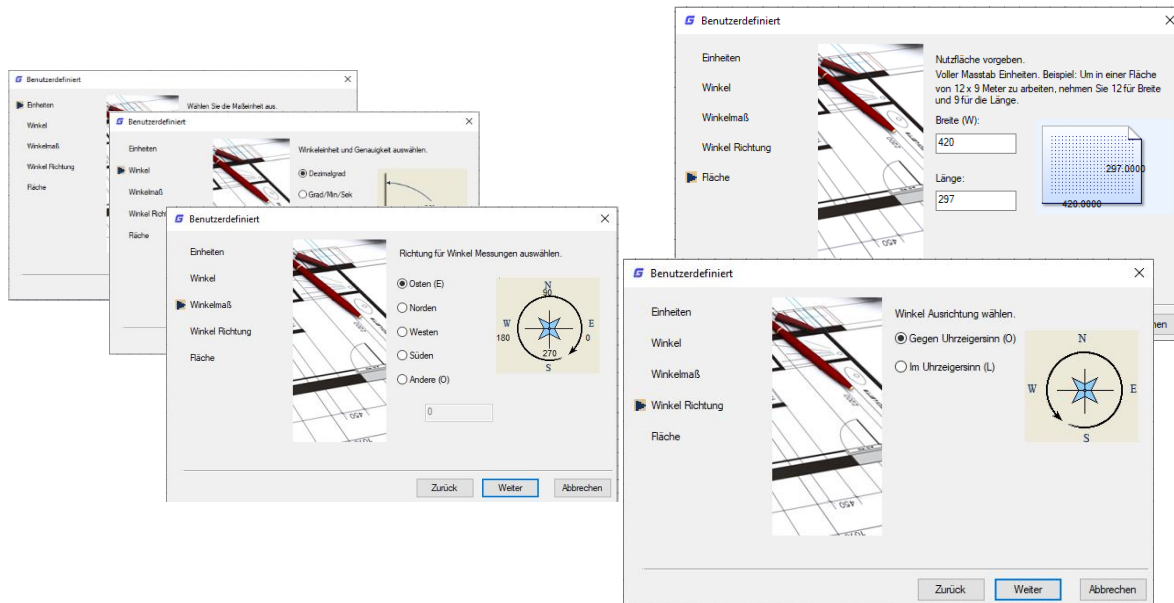 Benutzerdefiniert
Einheiten
Winkel
Winkelmaß
Winkel Richtung
Fläche
Wählen Sie die Maßeinheit aus.
Benutzerdefiniert
Einheiten
Winkel
Winkelmaß
Fläche
Winkeleinheit und Genauigkeit auswählen.
Dezimalgrad
Grad/Min/Sek
Benutzerdefiniert
Einheiten
Winkel
Winkelmaß
Winkel Richtung
Fläche
Richtung für Winkel Messungen auswählen.
Osten (E)
Norden
Westen
Süden
Andere (O)
0
N
90
W
E
180
0
270
S
450
Zurück
Weiter
Abbrechen
Benutzerdefiniert
Einheiten
Winkel
Winkelmaß
Winkel Richtung
Fläche
Nutzfläche vorgeben.
Voller Masstab Einheiten. Beispiel: Um in einer Fläche
von 12 x 9 Meter zu arbeiten, nehmen Sie 12 für Breite
und 9 für die Länge.
Breite (W):
420
Länge:
297
297.0000
420.0000
Benutzerdefiniert
Einheiten
Winkel
Winkelmaß
Winkel Richtung
Fläche
Winkel Ausrichtung wählen.
Gegen Uhrzeigersinn (O)
Im Uhrzeigersinn (L)
N
W
E
S
450
Zurück
Weiter
Abbrechen